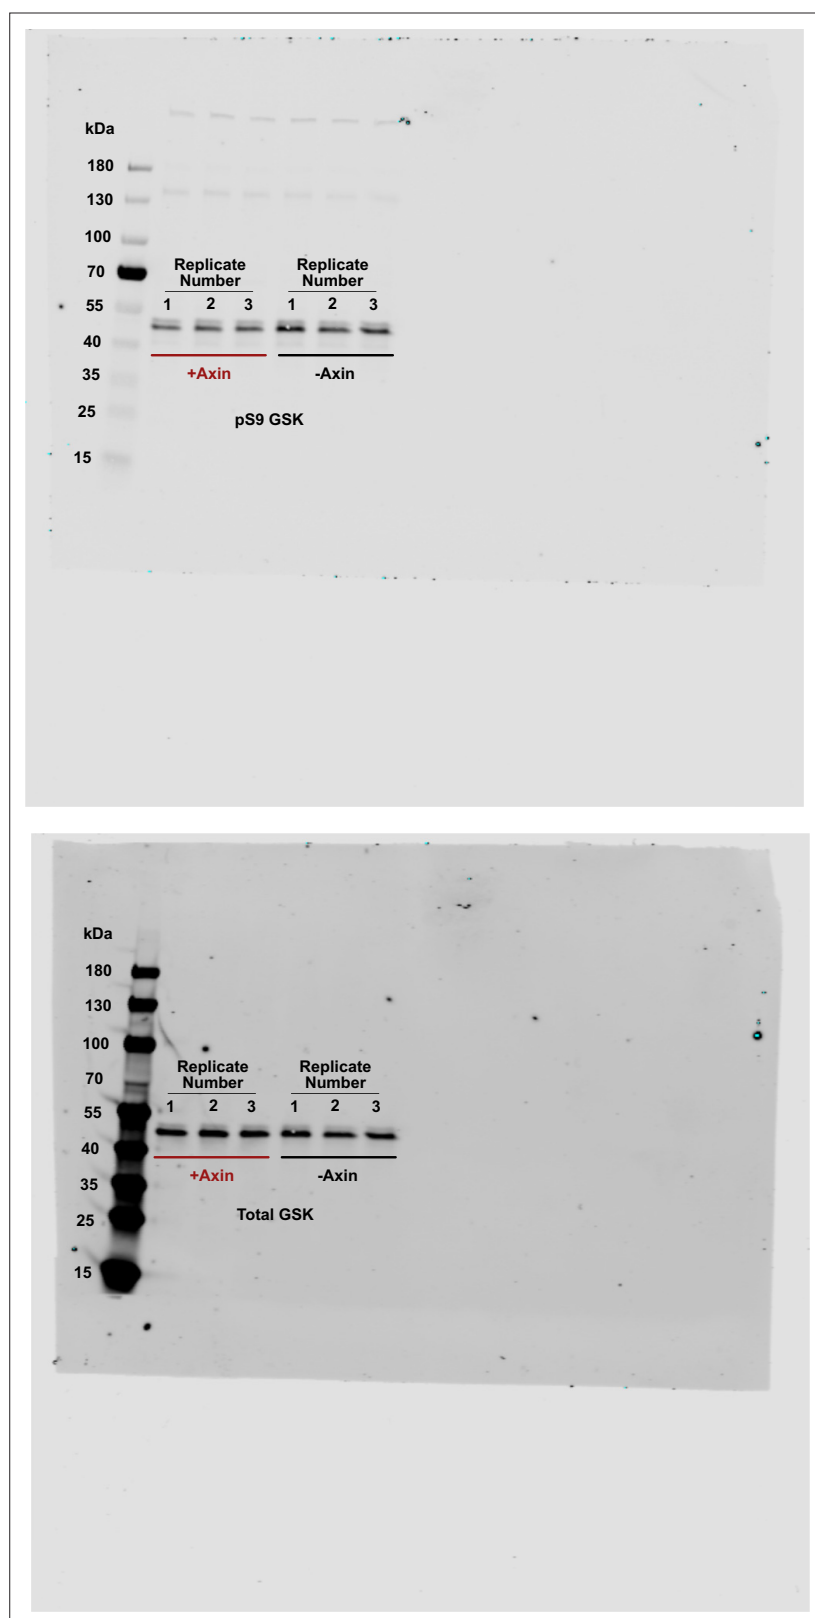 kDa
180
130
100
70
55
40
35
25
15
Replicate Number
Replicate Number
1 2 3 1 2 3
+Axin -Axin
pS9 GSK
kDa
180
130
100
70
55
40
35
25
15
Replicate Number
Replicate Number
1 2 3 1 2 3
+Axin -Axin
Total GSK